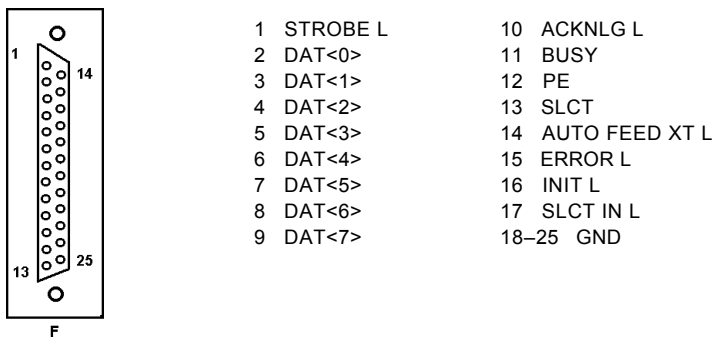 1
14
13
25
F
1 STROBE L
2 DAT<0>
3 DAT<1>
4 DAT<2>
5 DAT<3>
6 DAT<4>
7 DAT<5>
8 DAT<6>
9 DAT<7>
10 ACKNLG L
11 BUSY
12 PE
13 SLCT
14 AUTO FEED XT L
15 ERROR L
16 INIT L
17 SLCT IN L
18–25 GND